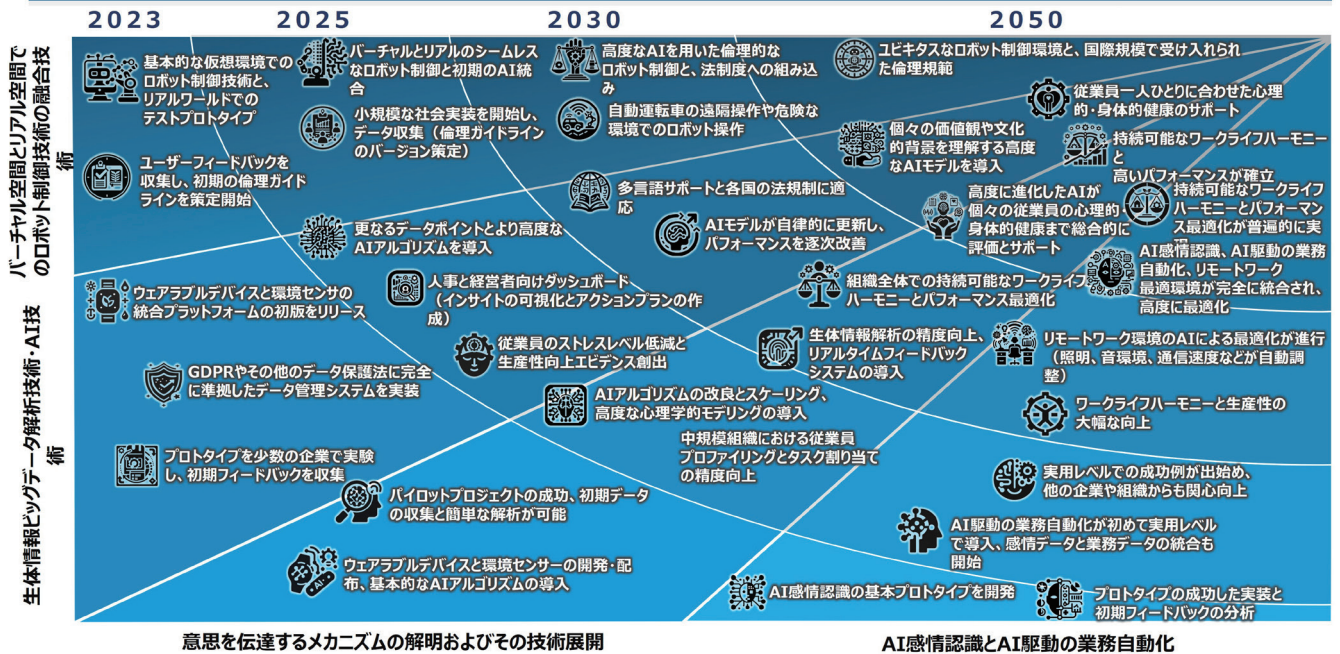 2023
2025
2030
2050
バーチャル空間とリアル空間で
のロボット制御技術の融合技
術
基本的な仮想環境での
ロボット制御技術と、
リアルワールドでの
テストプロトタイプ
バーチャルとリアルのシームレス
なロボット制御と初期のAI統
合
高度なAIを用いた倫理的な
ロボット制御と、法制度への組み込
み
ユビキタスなロボット制御環境と、国際規模で受け入れられ
た倫理規範
小規模な社会実装を開始し、
データ収集（倫理ガイドライン
のバージョン策定）
自動運転車の遠隔操作や危険な
環境でのロボット操作
従業員一人ひとりに合わせた心理
的・身体的健康のサポート
個々の価値観や文化
的背景を理解する高度
なAIモデルを導入
持続可能なワークライフハーモニー
と
高いパフォーマンスが確立
ユーザーフィードバックを
収集し、初期の倫理ガイド
ラインを策定開始
多言語サポートと各国の法規制に適
応
高度に進化したAIが
個々の従業員の心理的・
身体的健康まで総合的に
評価とサポート
持続可能なワークライフ
ハーモニーとパフォーマン
ス最適化が普遍的に実
更なるデータポイントとより高度な
AIアルゴリズムを導入
AIモデルが自律的に更新し、
パフォーマンスを逐次改善
AI感情認識、AI駆動の業務
自動化、リモートワーク
最適環境が完全に統合され、
高度に最適化
生体情報ビッグデータ解析技術・AI技
術
ウェアラブルデバイスと環境センサの
統合プラットフォームの初版をリリース
人事と経営者向けダッシュボード
（インサイトの可視化とアクションプランの作
成）
組織全体での持続可能なワークライフ
ハーモニーとパフォーマンス最適化
従業員のストレスレベル低減と
生産性向上エビデンス創出
生体情報解析の精度向上、
リアルタイムフィードバック
システムの導入
リモートワーク環境のAIによる最適化が進行
（照明、音環境、通信速度などが自動調
整）
GDPRやその他のデータ保護法に完全
に準拠したデータ管理システムを実装
AIアルゴリズムの改良とスケーリング、
高度な心理学的モデリングの導入
ワークライフハーモニーと生産性の
大幅な向上
中規模組織における従業員
プロファイリングとタスク割り当て
の精度向上
プロトタイプを少数の企業で実験
し、初期フィードバックを収集
実用レベルでの成功例が出始め、
他の企業や組織からも関心向上
パイロットプロジェクトの成功、初期データ
の収集と簡単な解析が可能
AI駆動の業務自動化が初めて実用レベル
で導入、感情データと業務データの統合も
開始
ウェアラブルデバイスと環境センサーの開発・配
布、基本的なAIアルゴリズムの導入
AI感情認識の基本プロトタイプを開発
プロトタイプの成功した実装と
初期フィードバックの分析
意思を伝達するメカニズムの解明およびその技術展開
AI感情認識とAI駆動の業務自動化